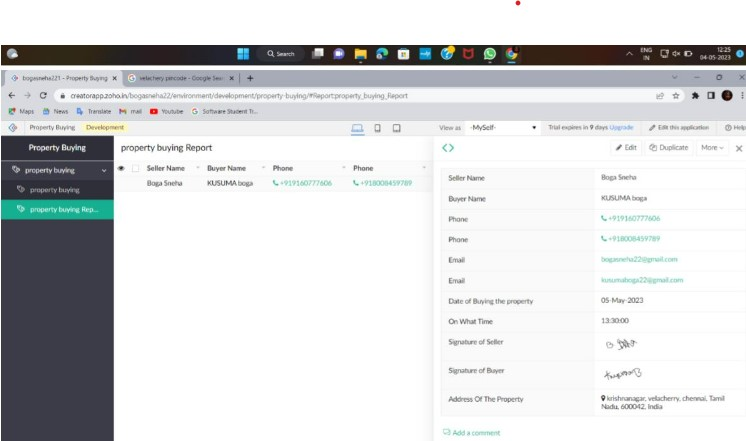 Search
ENG
IN
12:25
04-05-2023
bogasneha221 - Property Buying
velachery pincode - Google Sear
creatorapp.zoho.in/bogasneha22/environment/development/property-buying/#Report:property_buying_Report
Maps
News
Translate
mail
Youtube
Software Student Tr...
Property Buying
Development
View as
-MySelf-
Trial expires in 9 days Upgrade
Edit this application
Help
Property Buying
property buying
property buying
property buying Rep...
property buying Report
Seller Name
Buyer Name
Phone
Phone
Boga Sneha
KUSUMA boga
+919160777606
+918008459789
Edit
Duplicate
More
Seller Name
Boga Sneha
Buyer Name
KUSUMA boga
Phone
+919160777606
Phone
+918008459789
Email
bogasneha22@gmail.com
Email
kusumaboga22@gmail.com
Date of Buying the property
05-May-2023
On What Time
13:30:00
Signature of Seller
Signature of Buyer
Address Of The Property
krishnanagar, velacherry, chennai, Tamil
Nadu, 600042, India
Add a comment